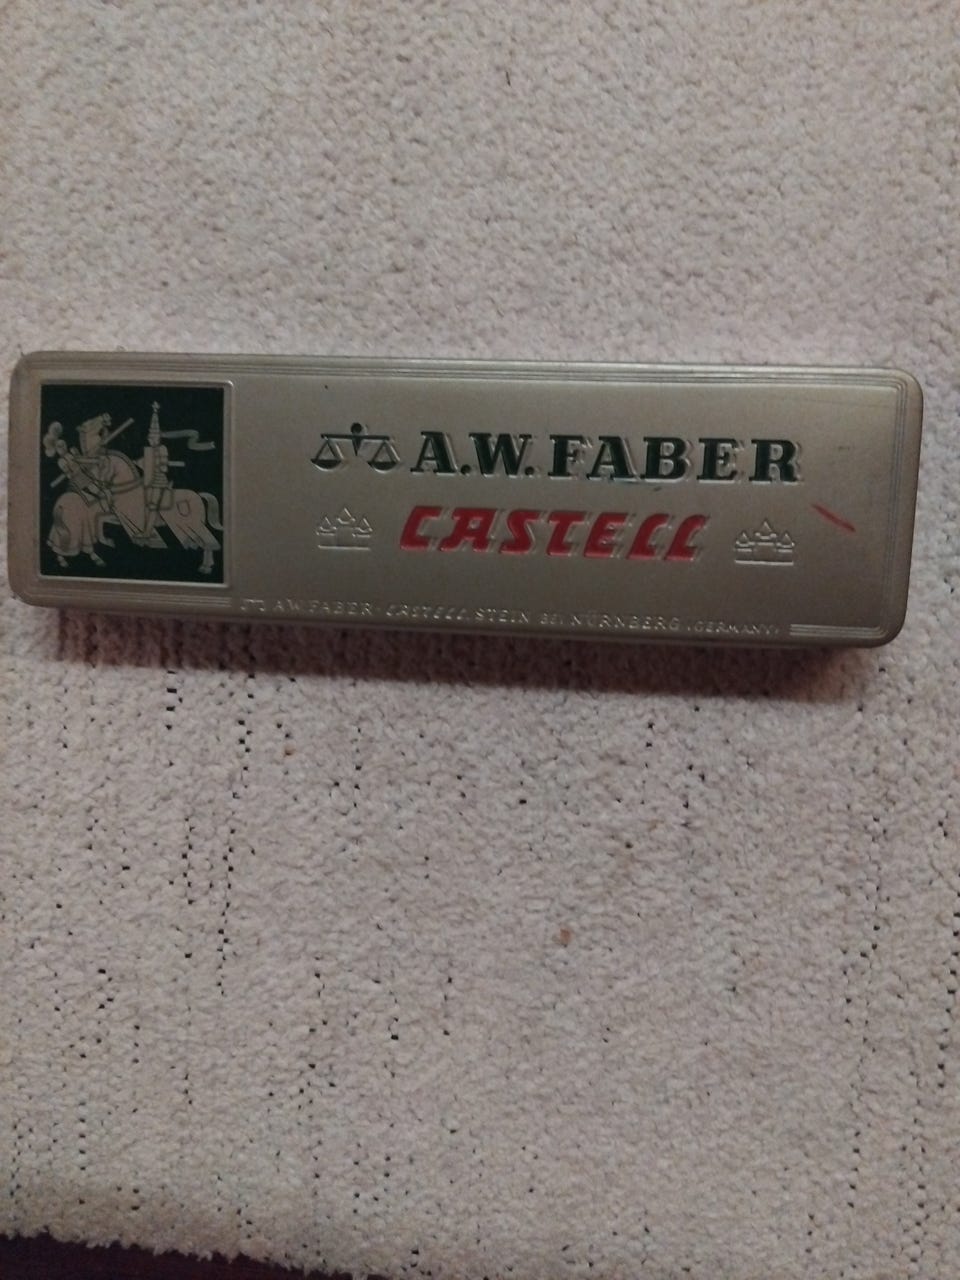 A.W. FABER
CASTELL
A.W. FABER CASTELL, STEIN BEI NÜRNBERG (GERMANY)